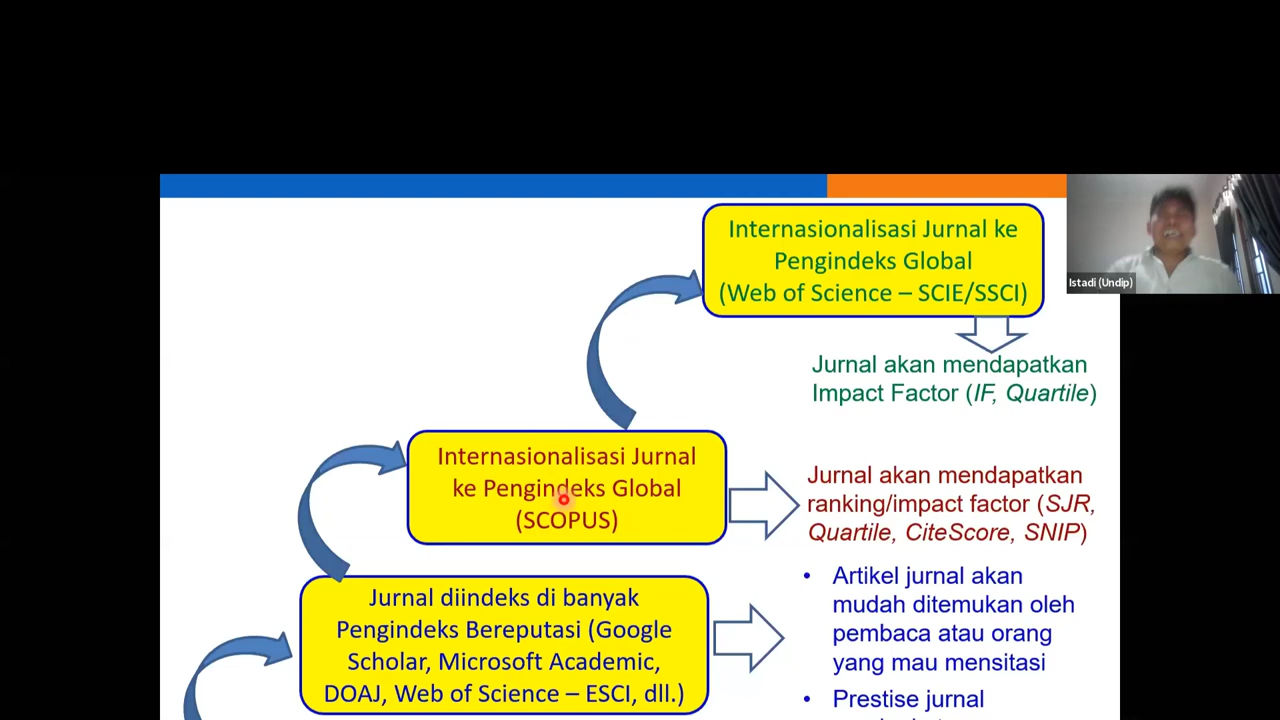 Internasionalisasi Jurnal ke
Pengindeks Global
(Web of Science – SCIE/SSCI)
Istadi (Undip)
Jurnal akan mendapatkan
Impact Factor (IF, Quartile)
Internasionalisasi Jurnal
ke Pengindeks Global
(SCOPUS)
Jurnal akan mendapatkan
ranking/impact factor (SJR,
Quartile, CiteScore, SNIP)
Jurnal diindeks di banyak
Pengindeks Bereputasi (Google
Scholar, Microsoft Academic,
DOAJ, Web of Science – ESCI, dll.)
• Artikel jurnal akan
mudah ditemukan oleh
pembaca atau orang
yang mau mensitasi
• Prestise jurnal